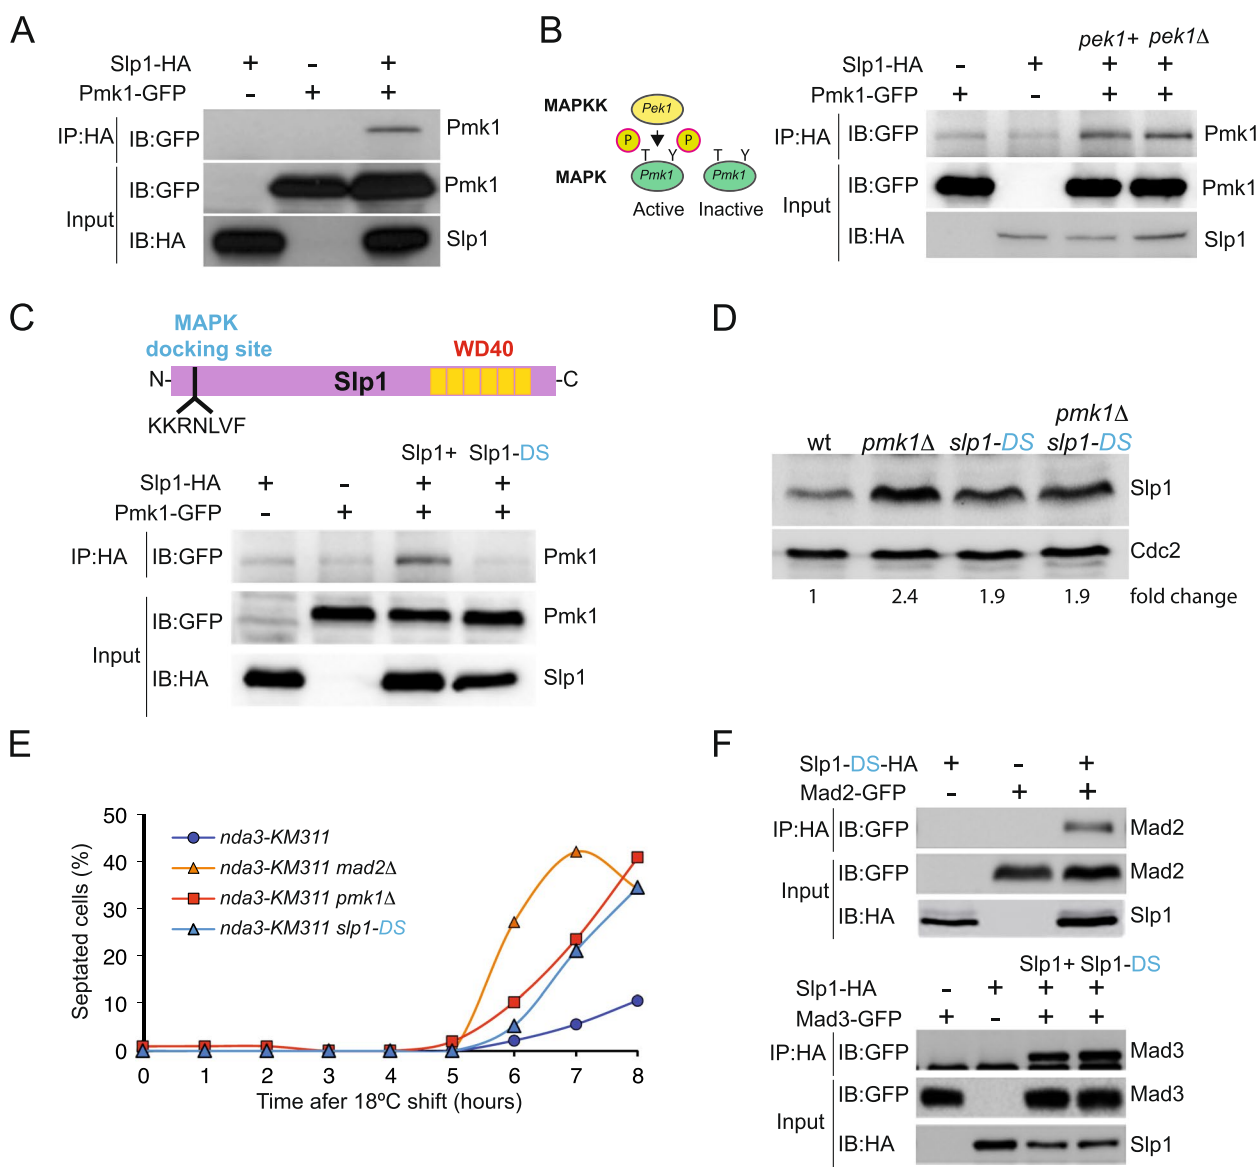 A
Slp1-HA + - +
Pmk1-GFP - + +
IP:HA IB:GFP Pmk1
Input IB:GFP Pmk1
IB:HA Slp1
B
MAPKK Pek1
P P
T Y T Y
MAPK Pmk1 Pmk1
Active Inactive
pek1+ pek1Δ
Slp1-HA - + + +
Pmk1-GFP + - + +
IP:HA IB:GFP Pmk1
Input IB:GFP Pmk1
IB:HA Slp1
C
MAPK
docking site WD40
N- Slp1 -C
KKRNLVF
Slp1+ Slp1-DS
Slp1-HA + - + +
Pmk1-GFP - + + +
IP:HA IB:GFP Pmk1
Input IB:GFP Pmk1
IB:HA Slp1
D
pmk1Δ
wt pmk1Δ slp1-DS slp1-DS
Slp1
Cdc2
1 2.4 1.9 1.9 fold change
E
Septated cells (%)
50
40
30
20
10
0
nda3-KM311
nda3-KM311 mad2Δ
nda3-KM311 pmk1Δ
nda3-KM311 slp1-DS
0 1 2 3 4 5 6 7 8
Time afer 18ºC shift (hours)
F
Slp1-DS-HA + - +
Mad2-GFP - + +
IP:HA IB:GFP Mad2
Input IB:GFP Mad2
IB:HA Slp1
Slp1+ Slp1-DS
Slp1-HA - + + +
Mad3-GFP + - + +
IP:HA IB:GFP Mad3
Input IB:GFP Mad3
IB:HA Slp1